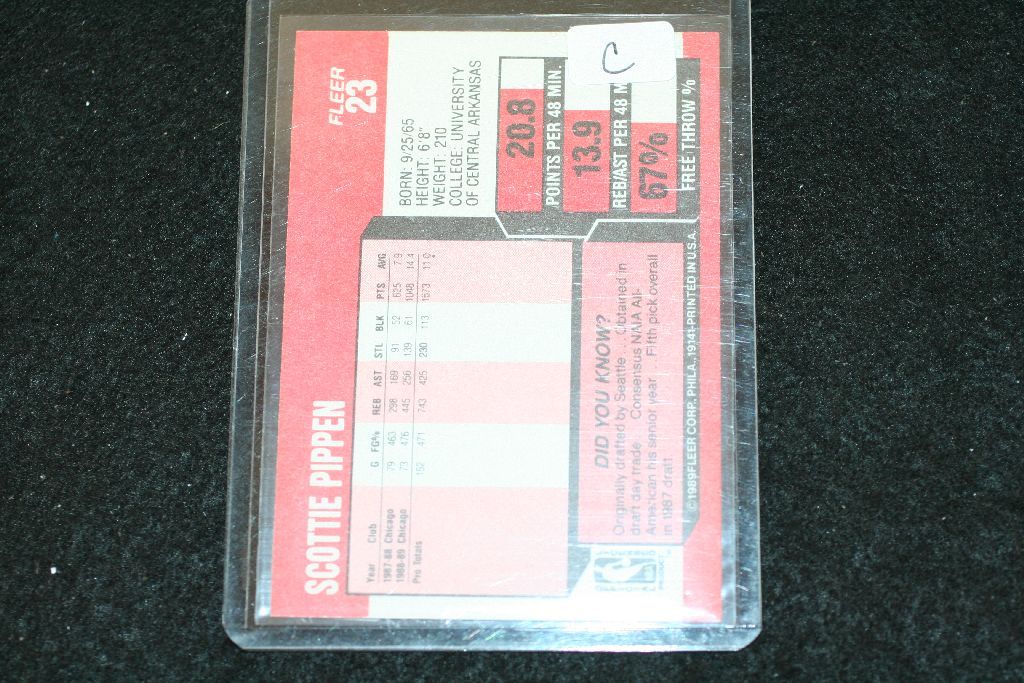 SCOTTIE PIPPEN
FLEER
23
BORN: 9/25/65
HEIGHT: 6'8"
WEIGHT: 210
COLLEGE: UNIVERSITY
OF CENTRAL ARKANSAS
Year Club G FG% REB AST STL BLK PTS AVG
1987-88 Chicago 79 .463 298 169 91 52 625 7.9
1988-89 Chicago 73 .476 445 256 139 61 1048 14.4
Pro Totals 152 .471 743 425 230 113 1673 11.0
20.8
POINTS PER 48 MIN.
13.9
REB/AST PER 48 M
67%
FREE THROW %
C
DID YOU KNOW?
Originally drafted by Seattle . . . Obtained in
draft day trade . . . Consensus NAIA All-
American his senior year . . . Fifth pick overall
in 1987 draft
©1989 FLEER CORP., PHILA., 19141-PRINTED IN U.S.A.